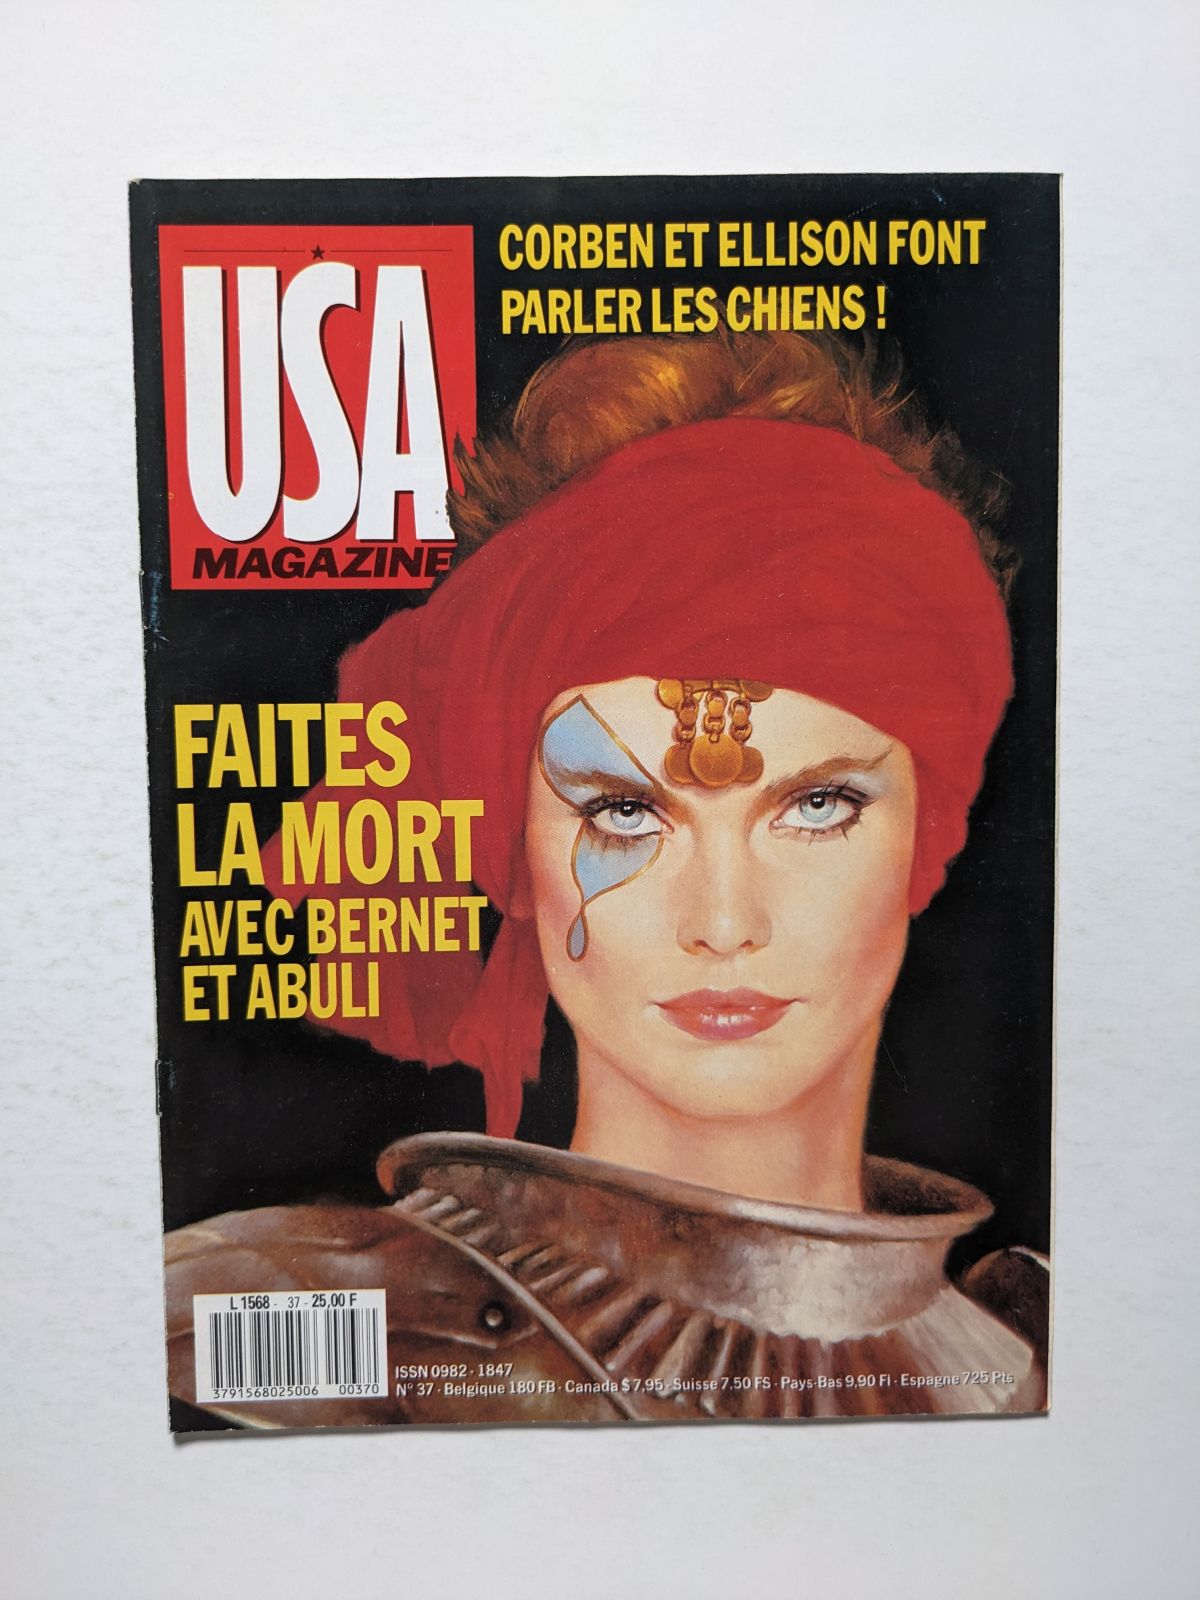 USA
MAGAZINE
CORBEN ET ELLISON FONT
PARLER LES CHIENS !
FAITES
LA MORT
AVEC BERNET
ET ABULI
L 1568 - 37 - 25,00 F
3791568025006 00370
ISSN 0982 - 1847
N° 37 · Belgique 180 FB · Canada $ 7,95 · Suisse 7.50 FS · Pays-Bas 9,90 Fl · Espagne 725 Pts